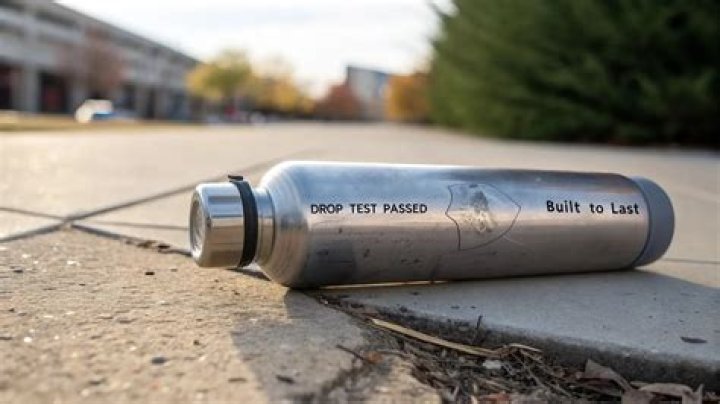 DROP TEST PASSED
Built to Last